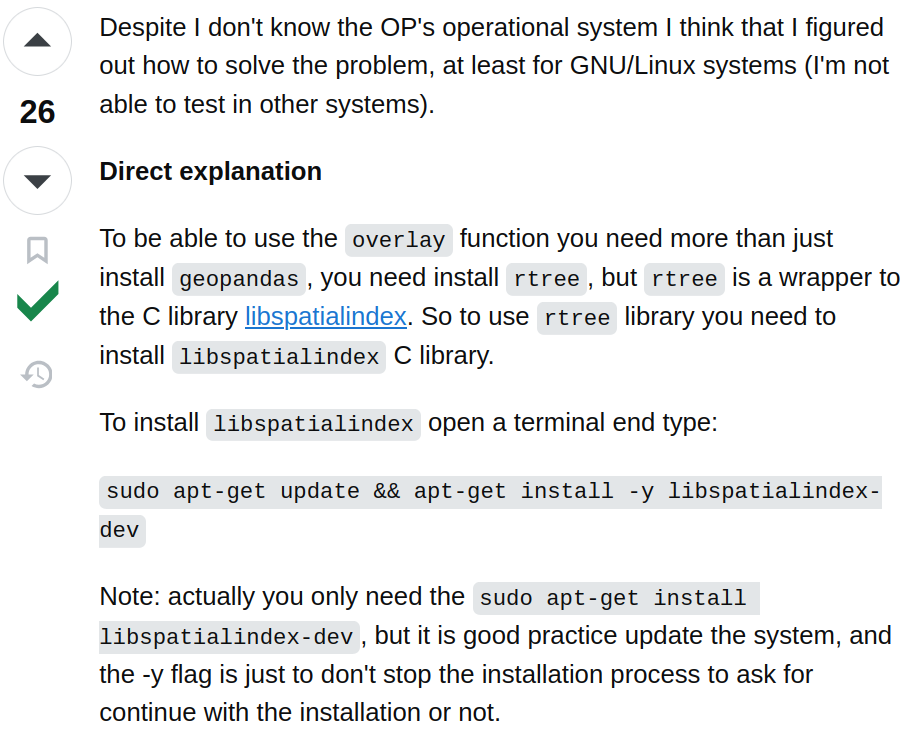 Despite I don't know the OP's operational system I think that I figured
out how to solve the problem, at least for GNU/Linux systems (I'm not
able to test in other systems).
26
Direct explanation
To be able to use the overlay function you need more than just
install geopandas, you need install rtree, but rtree is a wrapper to
the C library libspatialindex. So to use rtree library you need to
install libspatialindex C library.
To install libspatialindex open a terminal end type:
sudo apt-get update && apt-get install -y libspatialindex-
dev
Note: actually you only need the sudo apt-get install
libspatialindex-dev, but it is good practice update the system, and
the -y flag is just to don't stop the installation process to ask for
continue with the installation or not.